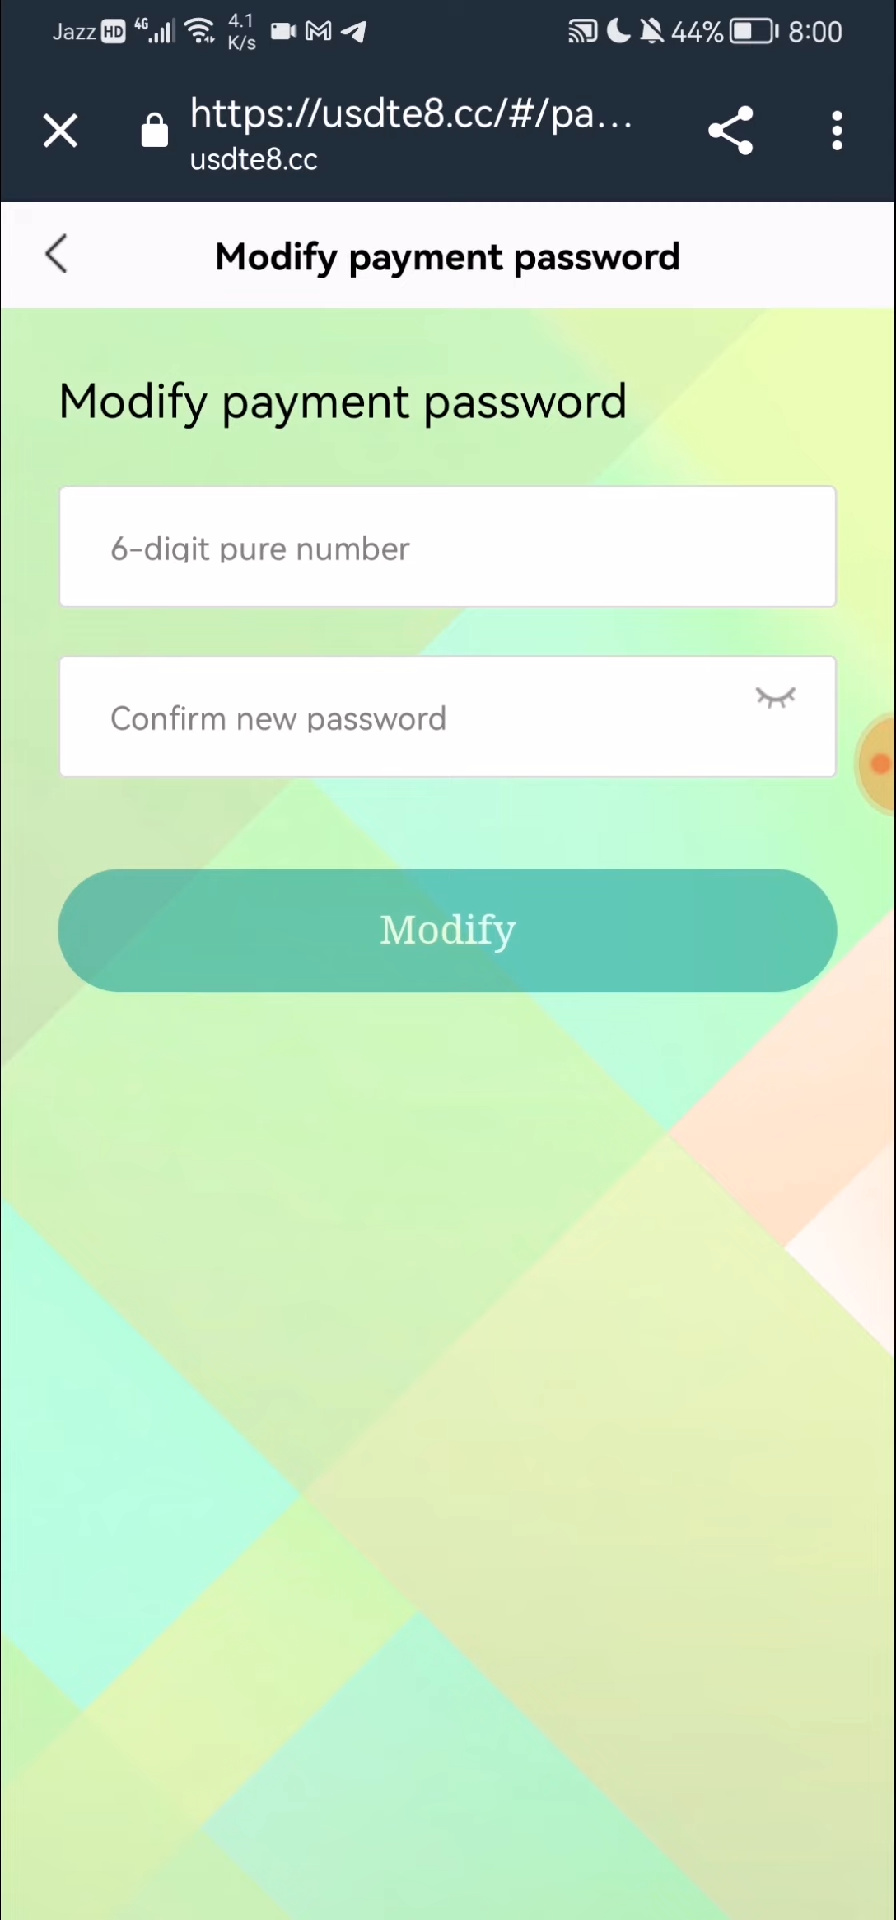 Jazz HD 4G 4.1 K/s 44% 8:00
https://usdte8.cc/#/pa...
usdte8.cc
Modify payment password
Modify payment password
6-digit pure number
Confirm new password
Modify